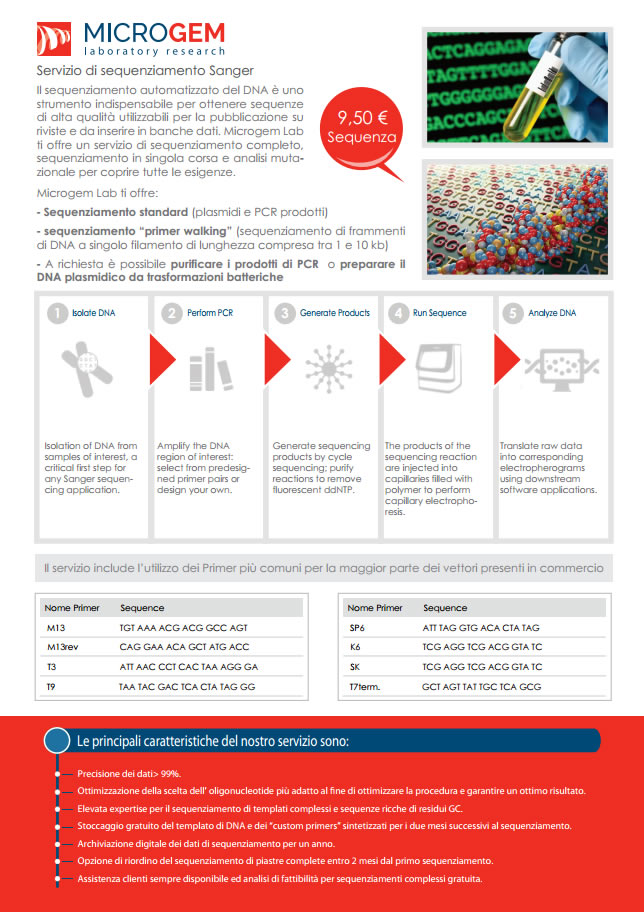 MICROGEM
laboratory research
Servizio di sequenziamento Sanger
Il sequenziamento automatizzato del DNA è uno
strumento indispensabile per ottenere sequenze
di alta qualità utilizzabili per la pubblicazione su
riviste e da inserire in banche dati. Microgem Lab
ti offre un servizio di sequenziamento completo,
sequenziamento in singola corsa e analisi muta-
zionale per coprire tutte le esigenze.
9,50 €
Sequenza
Microgem Lab ti offre:
- Sequenziamento standard (plasmidi e PCR prodotti)
- sequenziamento “primer walking” (sequenziamento di frammenti
di DNA a singolo filamento di lunghezza compresa tra 1 e 10 kb)
- A richiesta è possibile purificare i prodotti di PCR o preparare il
DNA plasmidico da trasformazioni batteriche
1 Isolate DNA
Isolation of DNA from
samples of interest, a
critical first step for
any Sanger sequen-
cing application.
2 Perform PCR
Amplify the DNA
region of interest:
select from predesig-
ned primer pairs or
design your own.
3 Generate Products
Generate sequencing
products by cycle
sequencing; purify
reactions to remove
fluorescent ddNTP.
4 Run Sequence
The products of the
sequencing reaction
are injected into
capillaries filled with
polymer to perform
capillary electropho-
resis.
5 Analyze DNA
Translate raw data
into corresponding
electropherograms
using downstream
software applications.
Il servizio include l’utilizzo dei Primer più comuni per la maggior parte dei vettori presenti in commercio
Nome Primer Sequence
M13 TGT AAA ACG ACG GCC AGT
M13rev CAG GAA ACA GCT ATG ACC
T3 ATT AAC CCT CAC TAA AGG GA
T9 TAA TAC GAC TCA CTA TAG GG
Nome Primer Sequence
SP6 ATT TAG GTG ACA CTA TAG
K6 TCG AGG TCG ACG GTA TC
SK TCG AGG TCG ACG GTA TC
T7term. GCT AGT TAT TGC TCA GCG
Le principali caratteristiche del nostro servizio sono:
Precisione dei dati> 99%.
Ottimizzazione della scelta dell' oligonucleotide più adatto al fine di ottimizzare la procedura e garantire un ottimo risultato.
Elevata expertise per il sequenziamento di templati complessi e sequenze ricche di residui GC.
Stoccaggio gratuito del templato di DNA e dei “custom primers” sintetizzati per i due mesi successivi al sequenziamento.
Archiviazione digitale dei dati di sequenziamento per un anno.
Opzione di riordino del sequenziamento di piastre complete entro 2 mesi dal primo sequenziamento.
Assistenza clienti sempre disponibile ed analisi di fattibilità per sequenziamenti complessi gratuita.